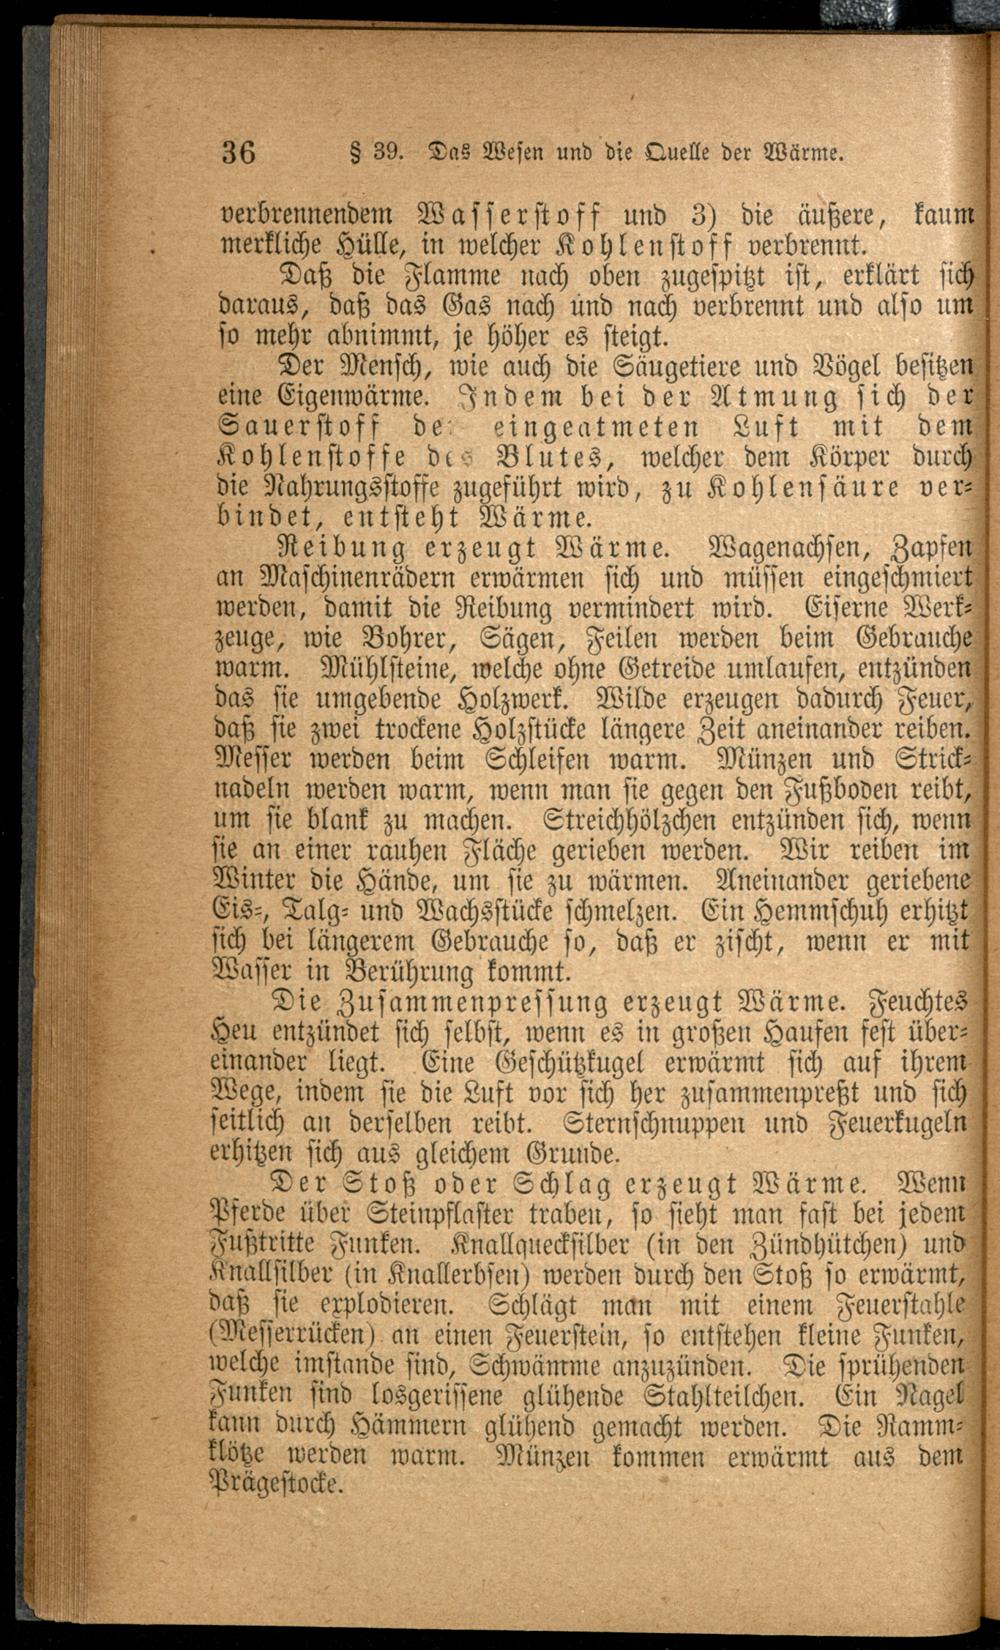 36 § 39. Das Wesen und die Quelle der Wärme.
verbrennendem Wasserstoff und 3) die äußere, kaum
merkliche Hülle, in welcher Kohlenstoff verbrennt.
Daß die Flamme nach oben zugespitzt ist, erklärt sich
daraus, daß das Gas nach und nach verbrennt und also um
so mehr abnimmt, je höher es steigt.
Der Mensch, wie auch die Säugetiere und Vögel besitzen
eine Eigenwärme. Indem bei der Atmung sich der
Sauerstoff der eingeatmeten Luft mit dem
Kohlenstoffe des Blutes, welcher dem Körper durch
die Nahrungsstoffe zugeführt wird, zu Kohlensäure ver-
bindet, entsteht Wärme.
Reibung erzeugt Wärme. Wagenachsen, Zapfen
an Maschinenrädern erwärmen sich und müssen eingeschmiert
werden, damit die Reibung vermindert wird. Eiserne Werk-
zeuge, wie Bohrer, Sägen, Feilen werden beim Gebrauche
warm. Mühlsteine, welche ohne Getreide umlaufen, entzünden
das sie umgebende Holzwerk. Wilde erzeugen dadurch Feuer,
daß sie zwei trockene Holzstücke längere Zeit aneinander reiben.
Messer werden beim Schleifen warm. Münzen und Strick-
nadeln werden warm, wenn man sie gegen den Fußboden reibt,
um sie blank zu machen. Streichhölzchen entzünden sich, wenn
sie an einer rauhen Fläche gerieben werden. Wir reiben im
Winter die Hände, um sie zu wärmen. Aneinander geriebene
Eis-, Talg- und Wachsstücke schmelzen. Ein Hemmschuh erhitzt
sich bei längerem Gebrauche so, daß er zischt, wenn er mit
Wasser in Berührung kommt.
Die Zusammenpressung erzeugt Wärme. Feuchtes
Heu entzündet sich selbst, wenn es in großen Haufen fest über-
einander liegt. Eine Geschützkugel erwärmt sich auf ihrem
Wege, indem sie die Luft vor sich her zusammenpreßt und sich
seitlich an derselben reibt. Sternschnuppen und Feuerkugeln
erhitzen sich aus gleichem Grunde.
Der Stoß oder Schlag erzeugt Wärme. Wenn
Pferde über Steinpflaster traben, so sieht man fast bei jedem
Fußtritte Funken. Knallquecksilber (in den Zündhütchen) und
Knallsilber (in Knallerbsen) werden durch den Stoß so erwärmt,
daß sie explodieren. Schlägt man mit einem Feuerstahle
(Messerrücken) an einen Feuerstein, so entstehen kleine Funken,
welche imstande sind, Schwämme anzuzünden. Die sprühenden
Funken sind losgerissene glühende Stahlteilchen. Ein Nagel
kann durch Hämmern glühend gemacht werden. Die Ramm-
klötze werden warm. Münzen kommen erwärmt aus dem
Prägestocke.